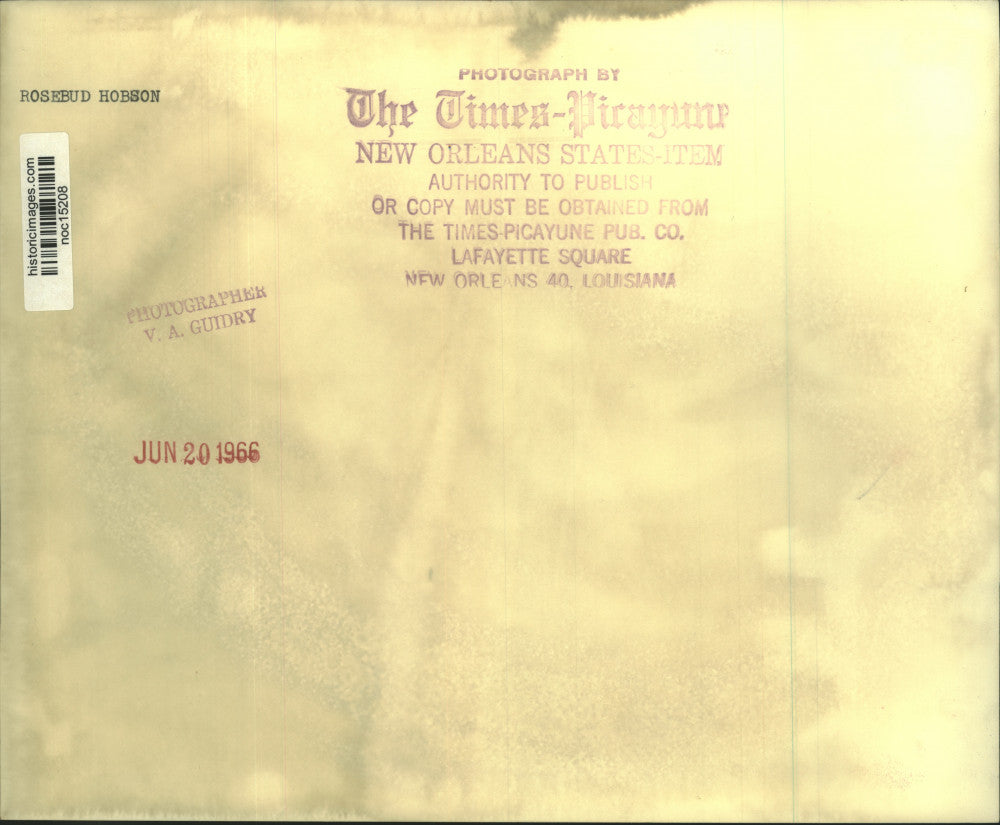 ROSEBUD HOBSON
historicimages.com
noc15208
PHOTOGRAPH BY
The Times-Picayune
NEW ORLEANS STATES-ITEM
AUTHORITY TO PUBLISH
OR COPY MUST BE OBTAINED FROM
THE TIMES-PICAYUNE PUB. CO.
LAFAYETTE SQUARE
NEW ORLEANS 40, LOUISIANA
PHOTOGRAPHER
V. A. GUIDRY
JUN 20 1966